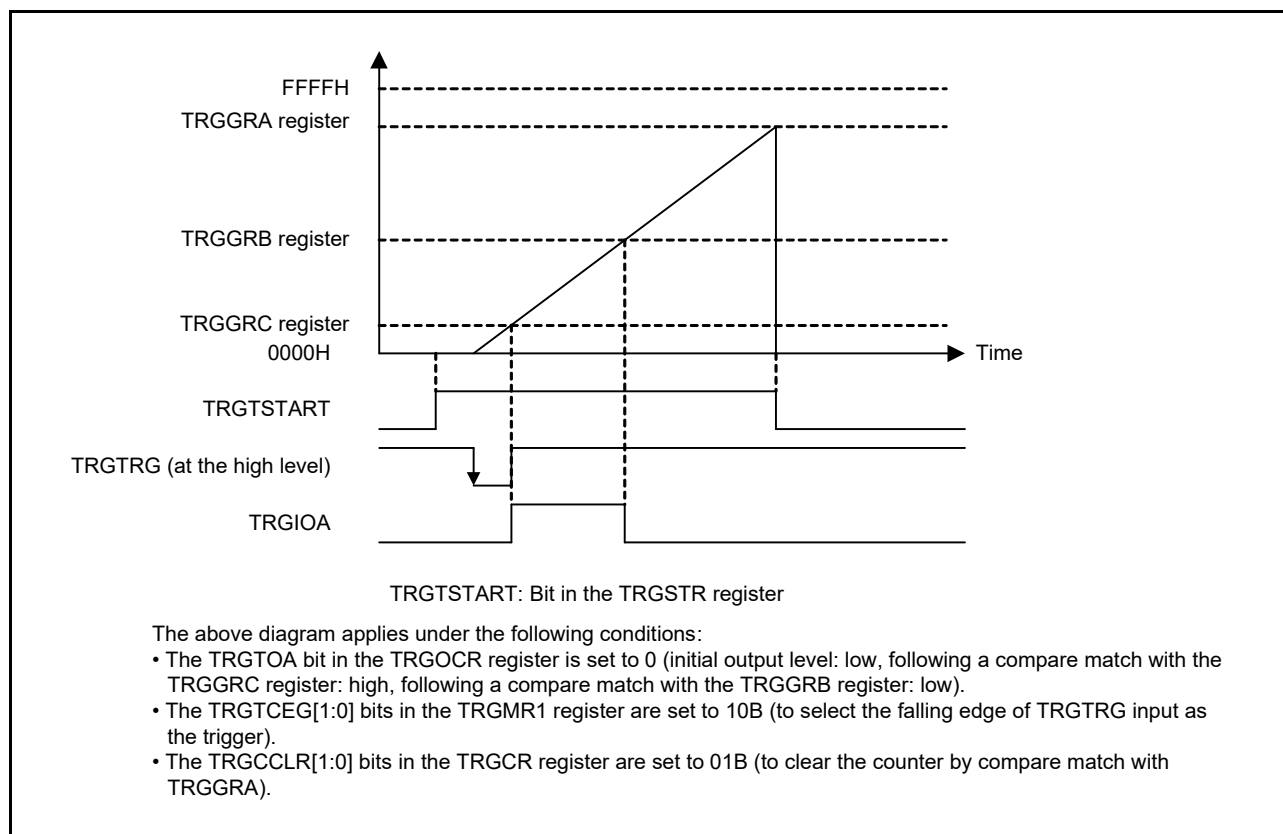 FFFFH
TRGGRA register
TRGGRB register
TRGGRC register
0000H
Time
TRGTSTART
TRGTRG (at the high level)
TRGIOA
TRGTSTART: Bit in the TRGSTR register
The above diagram applies under the following conditions:
• The TRGTOA bit in the TRGOCR register is set to 0 (initial output level: low, following a compare match with the
TRGGRC register: high, following a compare match with the TRGGRB register: low).
• The TRGTCEG[1:0] bits in the TRGMR1 register are set to 10B (to select the falling edge of TRGTRG input as
the trigger).
• The TRGCCLR[1:0] bits in the TRGCR register are set to 01B (to clear the counter by compare match with
TRGGRA).